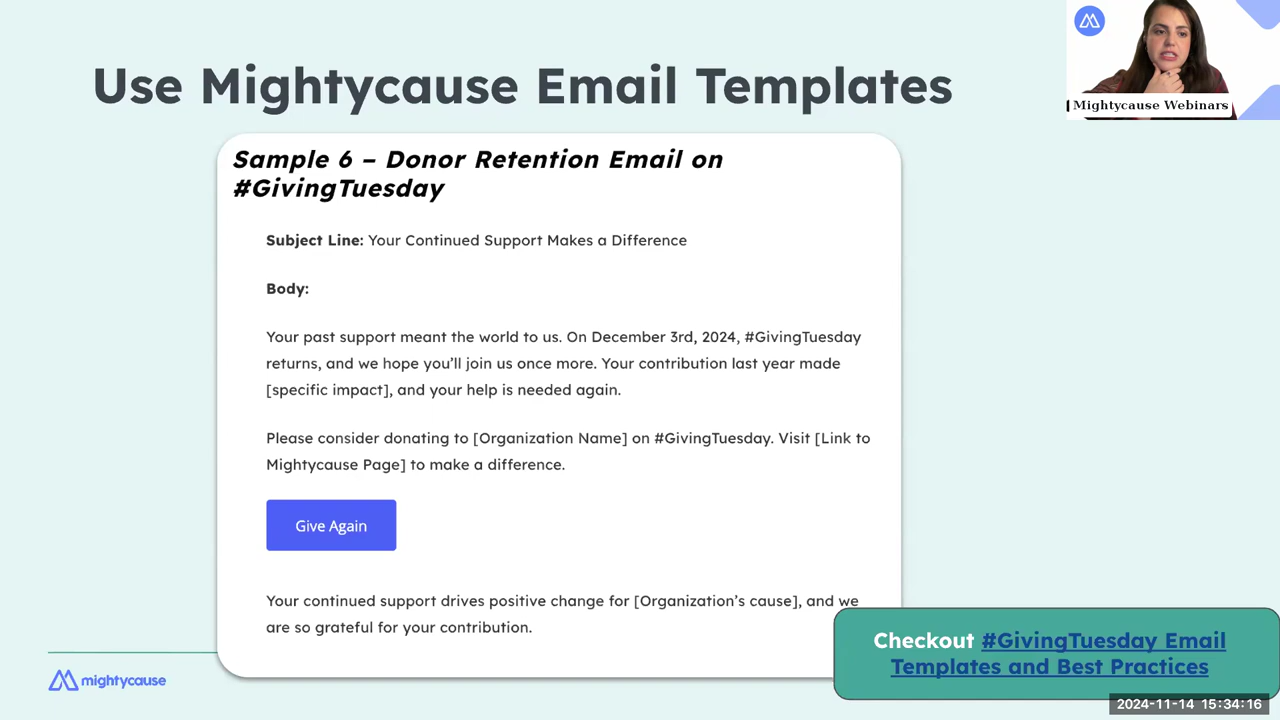 Use Mightycause Email Templates
Mightycause Webinars
Sample 6 – Donor Retention Email on
#GivingTuesday
Subject Line: Your Continued Support Makes a Difference
Body:
Your past support meant the world to us. On December 3rd, 2024, #GivingTuesday
returns, and we hope you’ll join us once more. Your contribution last year made
[specific impact], and your help is needed again.
Please consider donating to [Organization Name] on #GivingTuesday. Visit [Link to
Mightycause Page] to make a difference.
Give Again
Your continued support drives positive change for [Organization’s cause], and we
are so grateful for your contribution.
Checkout #GivingTuesday Email
Templates and Best Practices
mightycause
2024-11-14 15:34:16